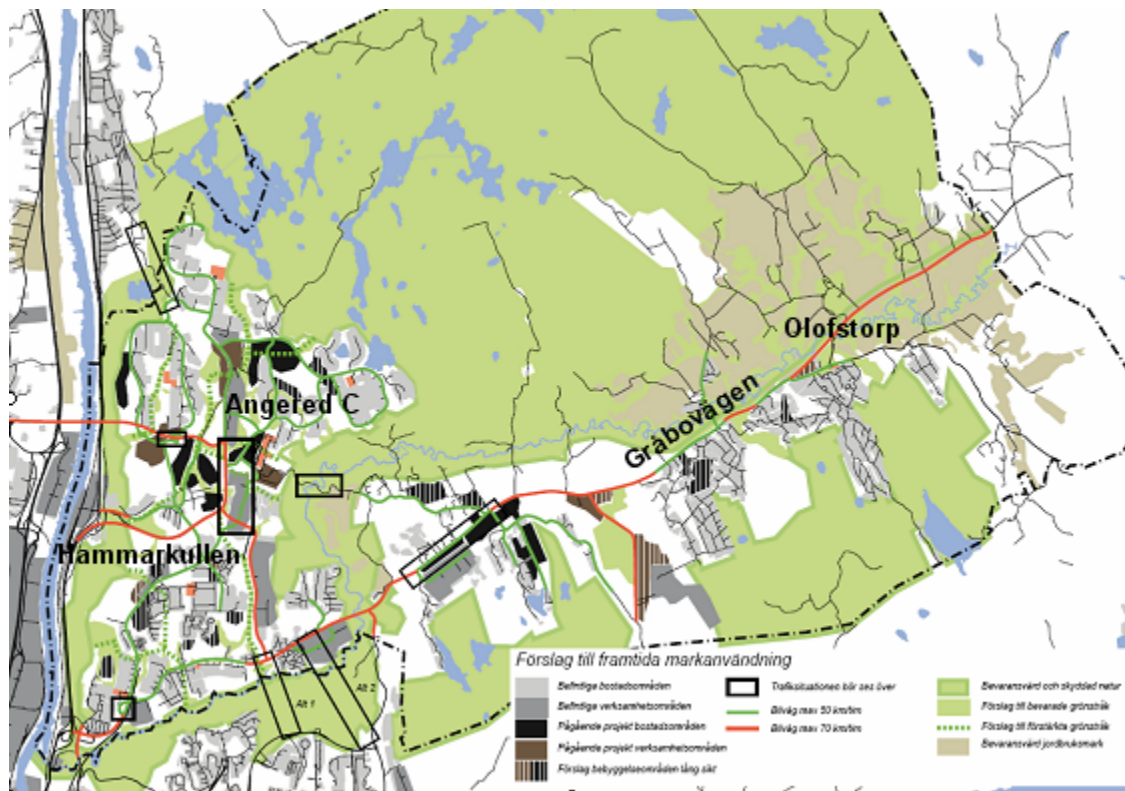 Olofstorp
Gråbovägen
Angered C
Hammarkullen
Alt 2
Alt 1
Förslag till framtida markanvändning
Befintliga bostadsområden
Befintliga verksamhetsområden
Pågående projekt bostadsområden
Pågående projekt verksamhetsområden
Förslag bebyggelseområden lång sikt
Trafiksituationen bör ses över
Bilväg max 50 km/tim
Bilväg max 70 km/tim
Bevaransvärd och skyddad natur
Förslag till bevarade grönstråk
Förslag till förstärkta grönstråk
Bevaransvärd jordbruksmark